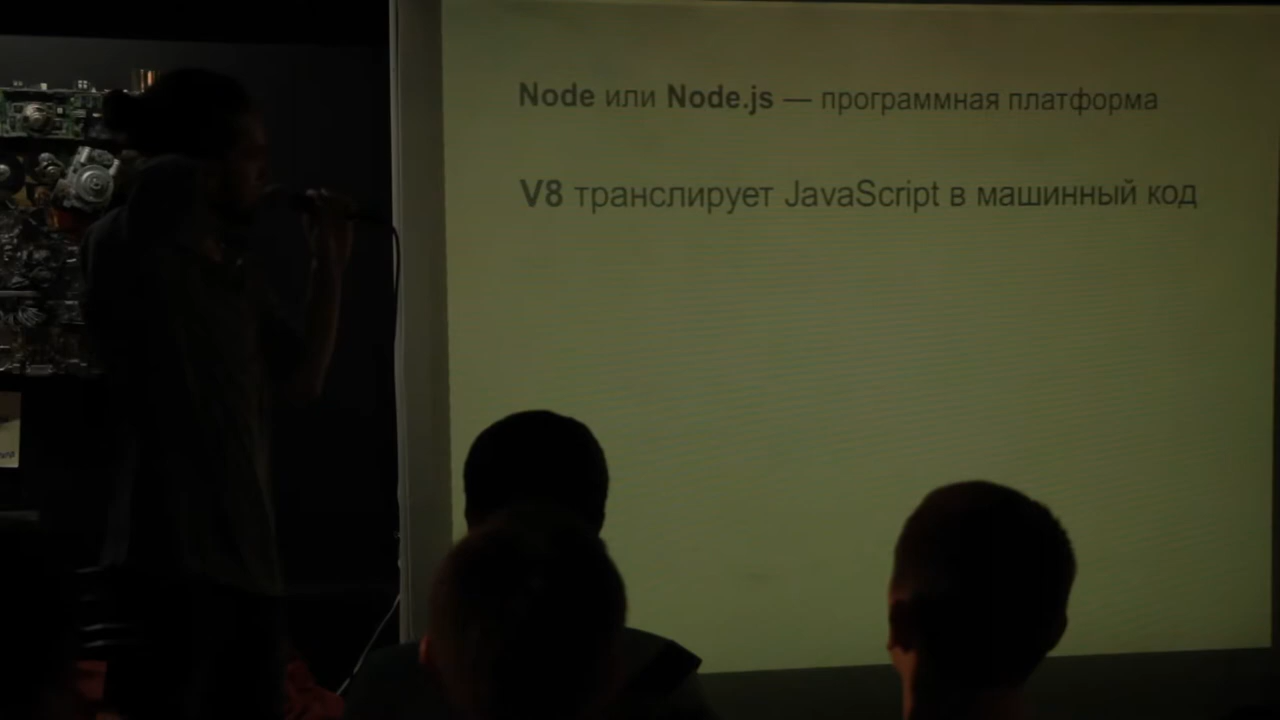 Node или Node.js — программная платформа
V8 транслирует JavaScript в машинный код